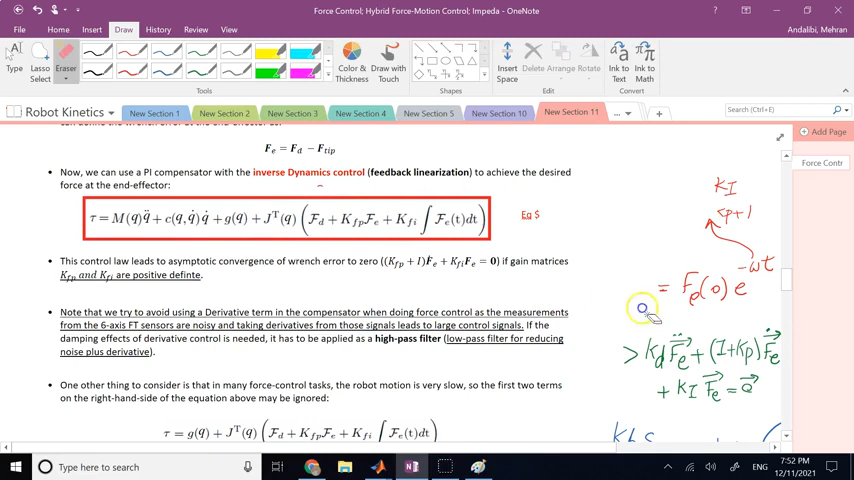 Force Control; Hybrid Force-Motion Control; Impeda - OneNote
Andalibi, Mehran
File Home Insert Draw History Review View Help
Type Lasso Select Eraser Color & Thickness Draw with Touch Insert Space Delete Arrange Rotate Ink to Text Ink to Math
Tools Shapes Edit Convert
Robot Kinetics New Section 1 New Section 2 New Section 3 New Section 4 New Section 5 New Section 10 New Section 11 ... + Search (Ctrl+E)
Add Page
Force Contr
F_e = F_d − F_tip
• Now, we can use a PI compensator with the inverse Dynamics control (feedback linearization) to achieve the desired
force at the end-effector:
τ = M(q)q̈ + c(q, q̇)q̇ + g(q) + J^T(q) (F_d + K_fp F_e + K_fi ∫ F_e(t)dt)
Eq $
• This control law leads to asymptotic convergence of wrench error to zero ((K_fp + I)Ḟ_e + K_fi F_e = 0) if gain matrices
K_fp and K_fi are positive definte.
• Note that we try to avoid using a Derivative term in the compensator when doing force control as the measurements
from the 6-axis FT sensors are noisy and taking derivatives from those signals leads to large control signals. If the
damping effects of derivative control is needed, it has to be applied as a high-pass filter (low-pass filter for reducing
noise plus derivative).
• One other thing to consider is that in many force-control tasks, the robot motion is very slow, so the first two terms
on the right-hand-side of the equation above may be ignored:
τ = g(q) + J^T(q) (F_d + K_fp F_e + K_fi ∫ F_e(t)dt)
KI
= F_e(0) e^{-wt}
> Kd F̈_e + (I+Kp) Ḟ_e
+ KI F_e = 0
Type here to search
ENG
7:52 PM
12/11/2021